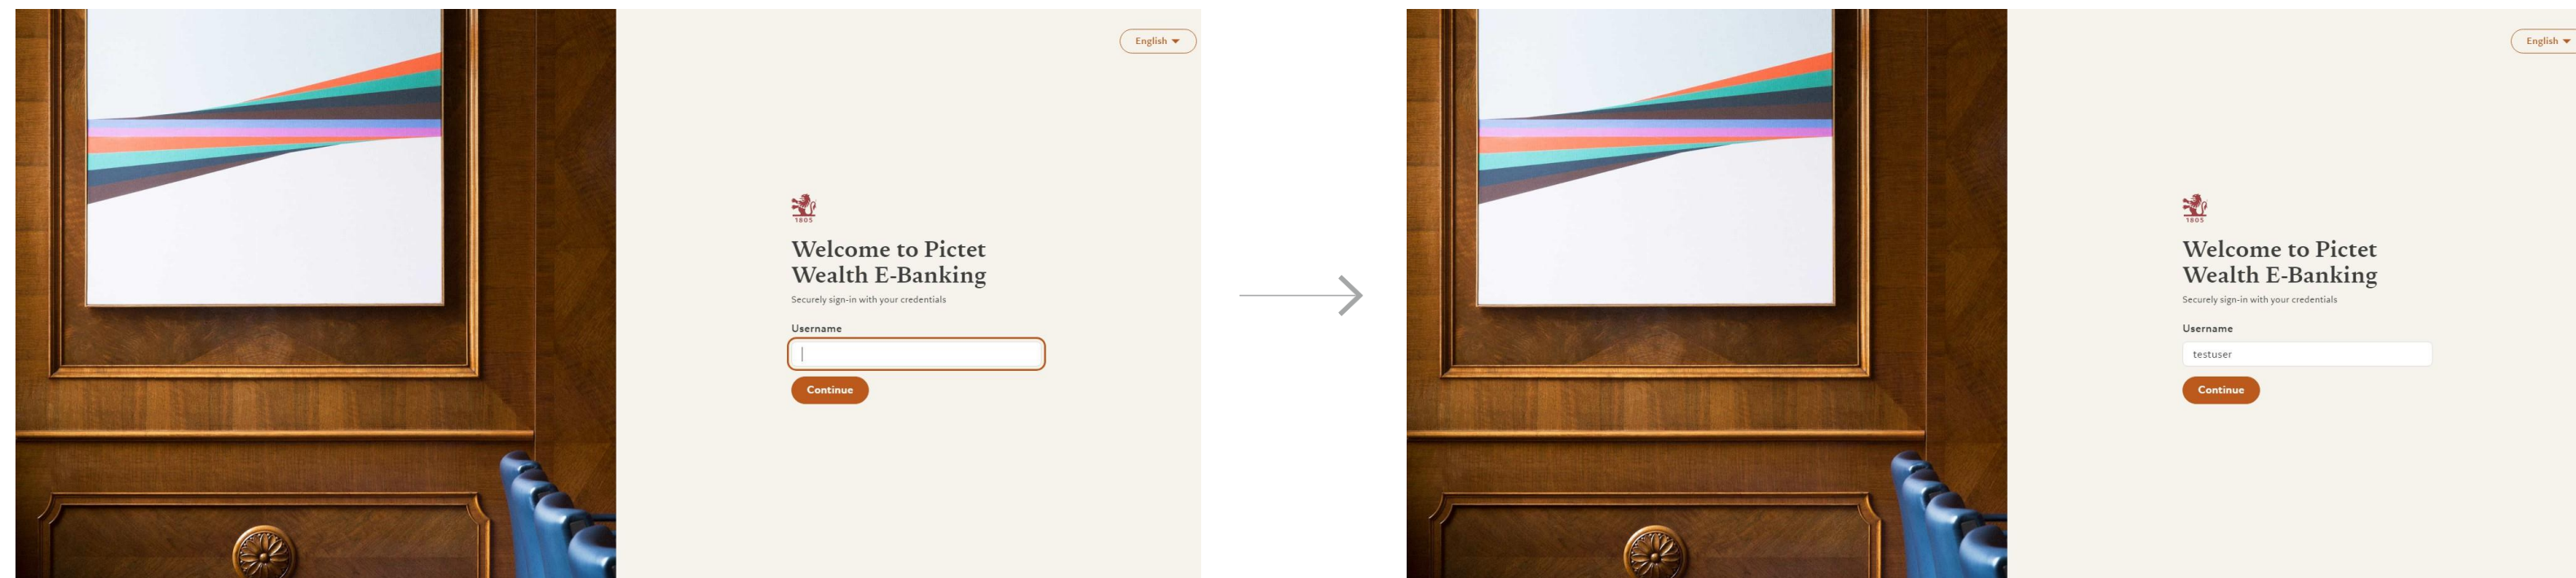 English
1805
Welcome to Pictet
Wealth E-Banking
Securely sign-in with your credentials
Username
Continue
English
1805
Welcome to Pictet
Wealth E-Banking
Securely sign-in with your credentials
Username
testuser
Continue